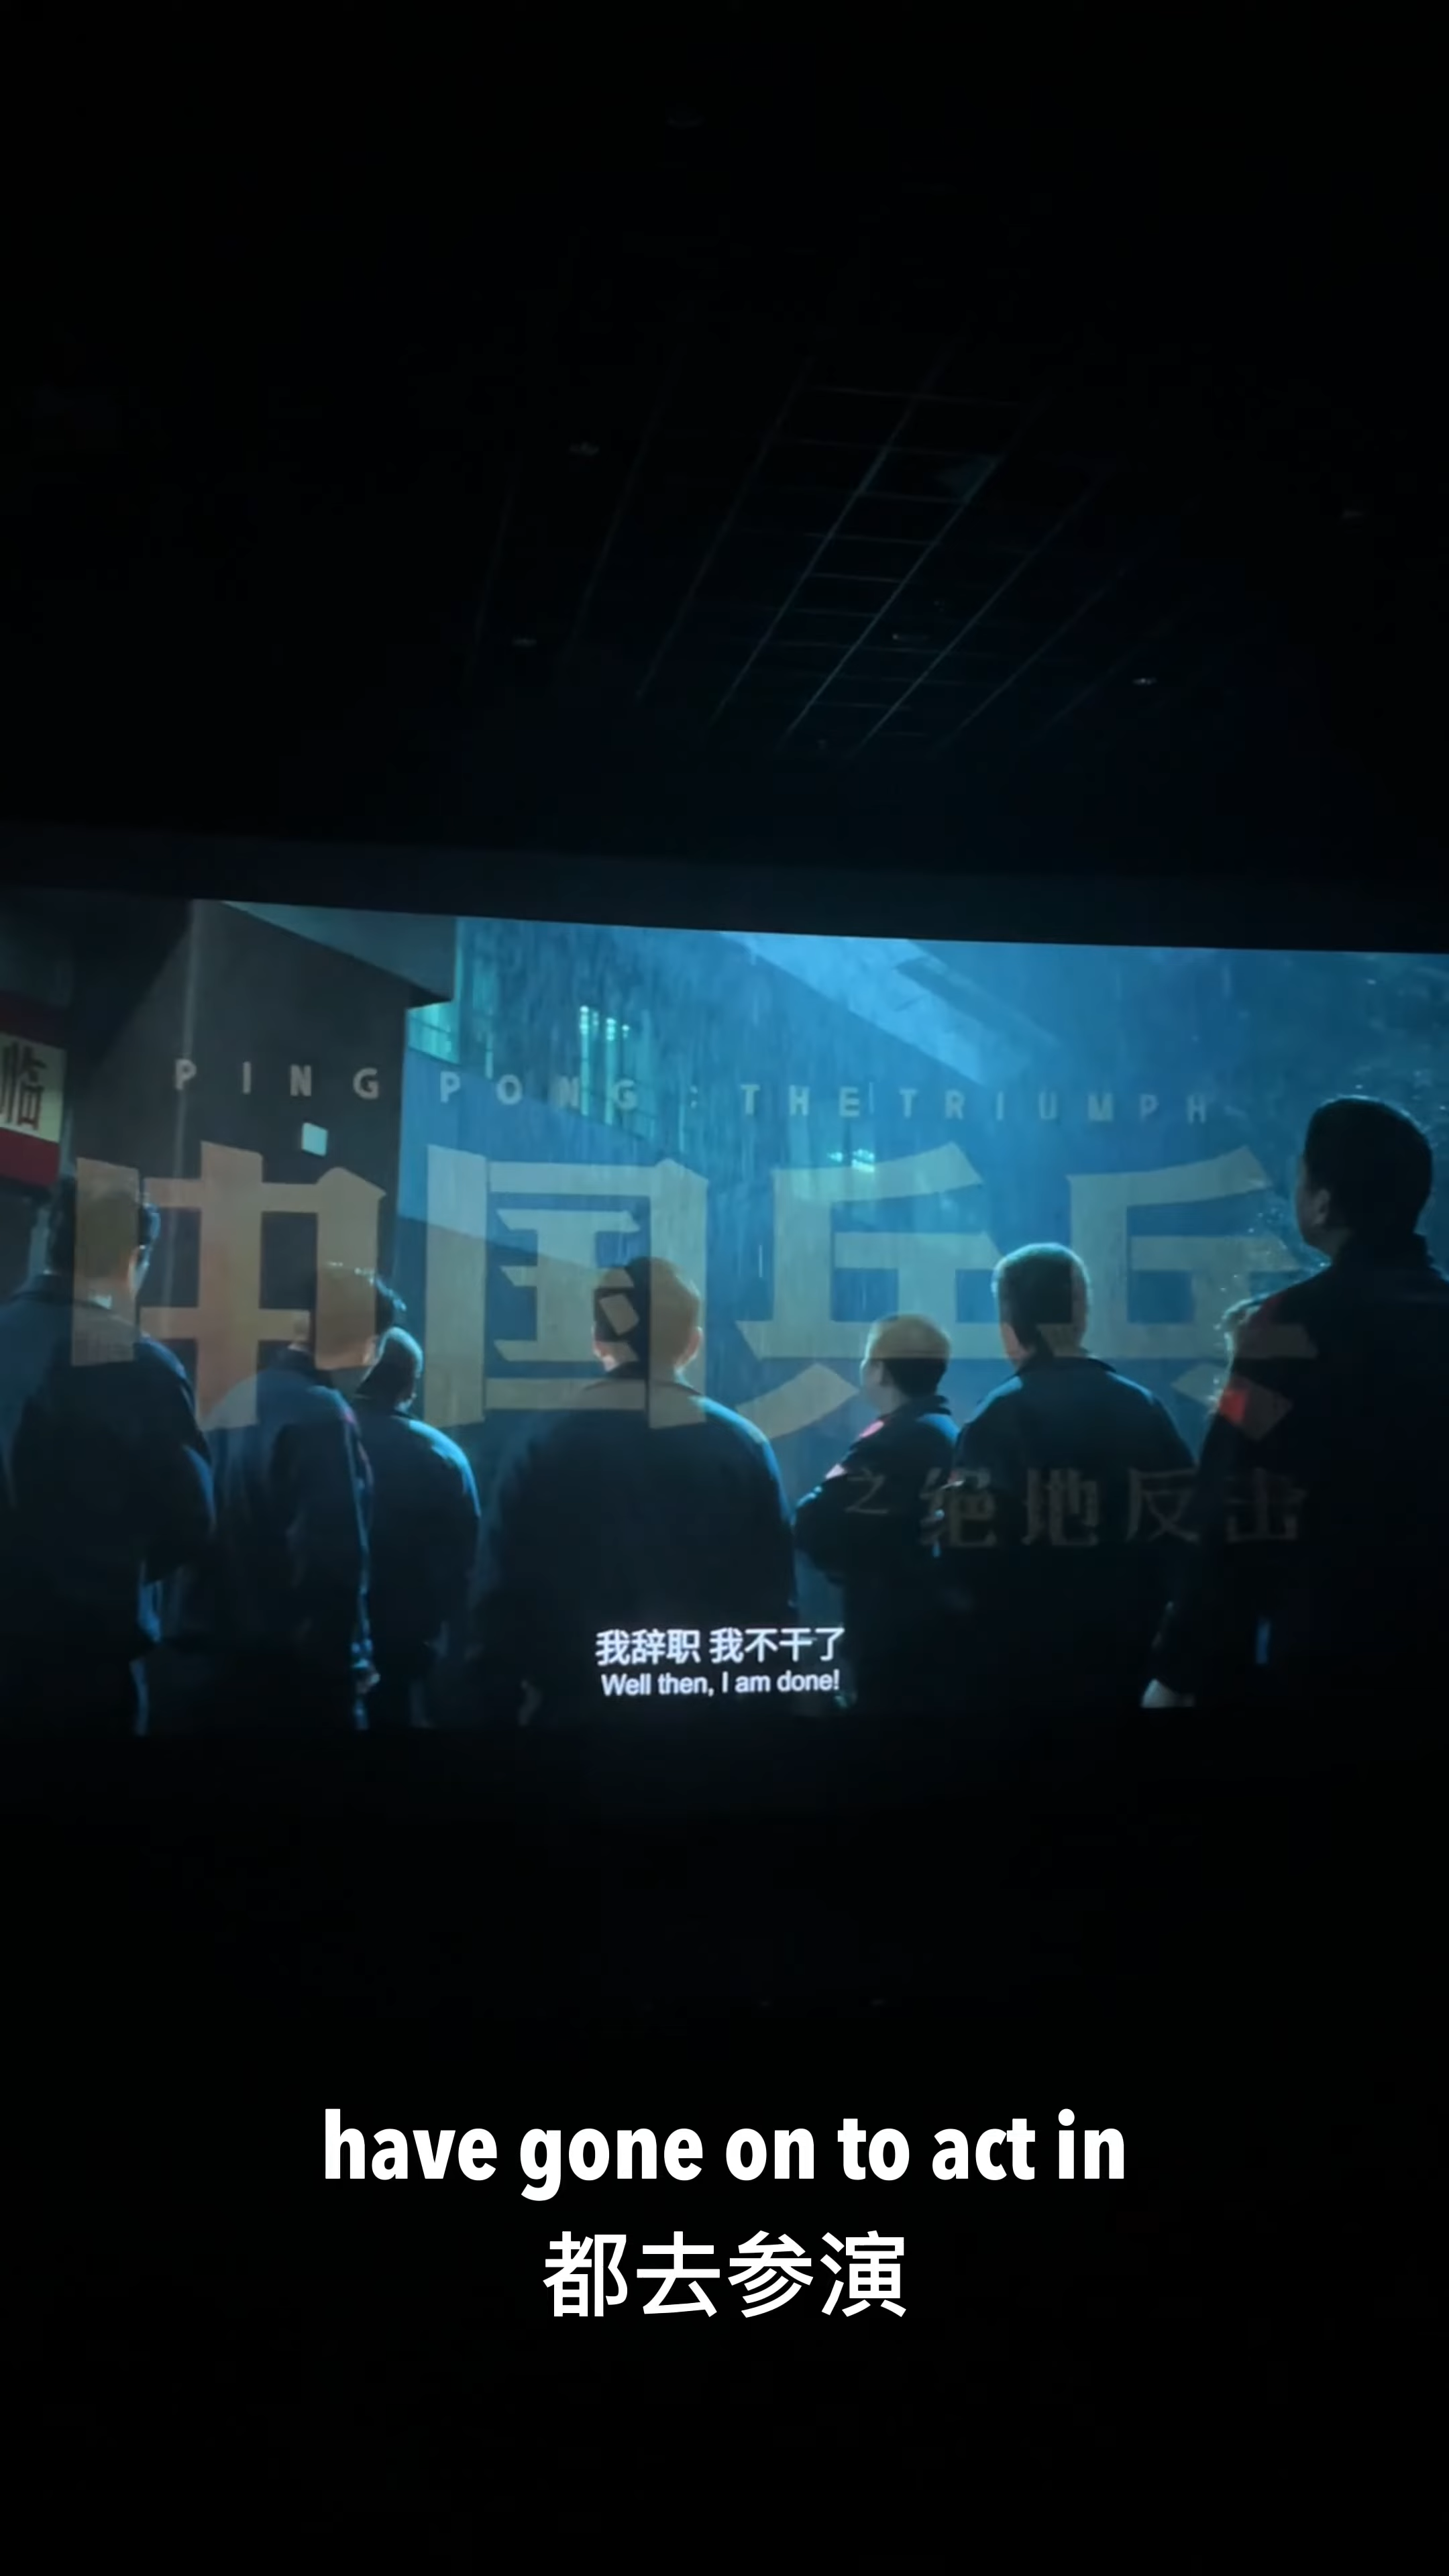 临
PING PONG : THE TRIUMPH
中国乒乓
之绝地反击
我辞职 我不干了
Well then, I am done!
have gone on to act in
都去参演